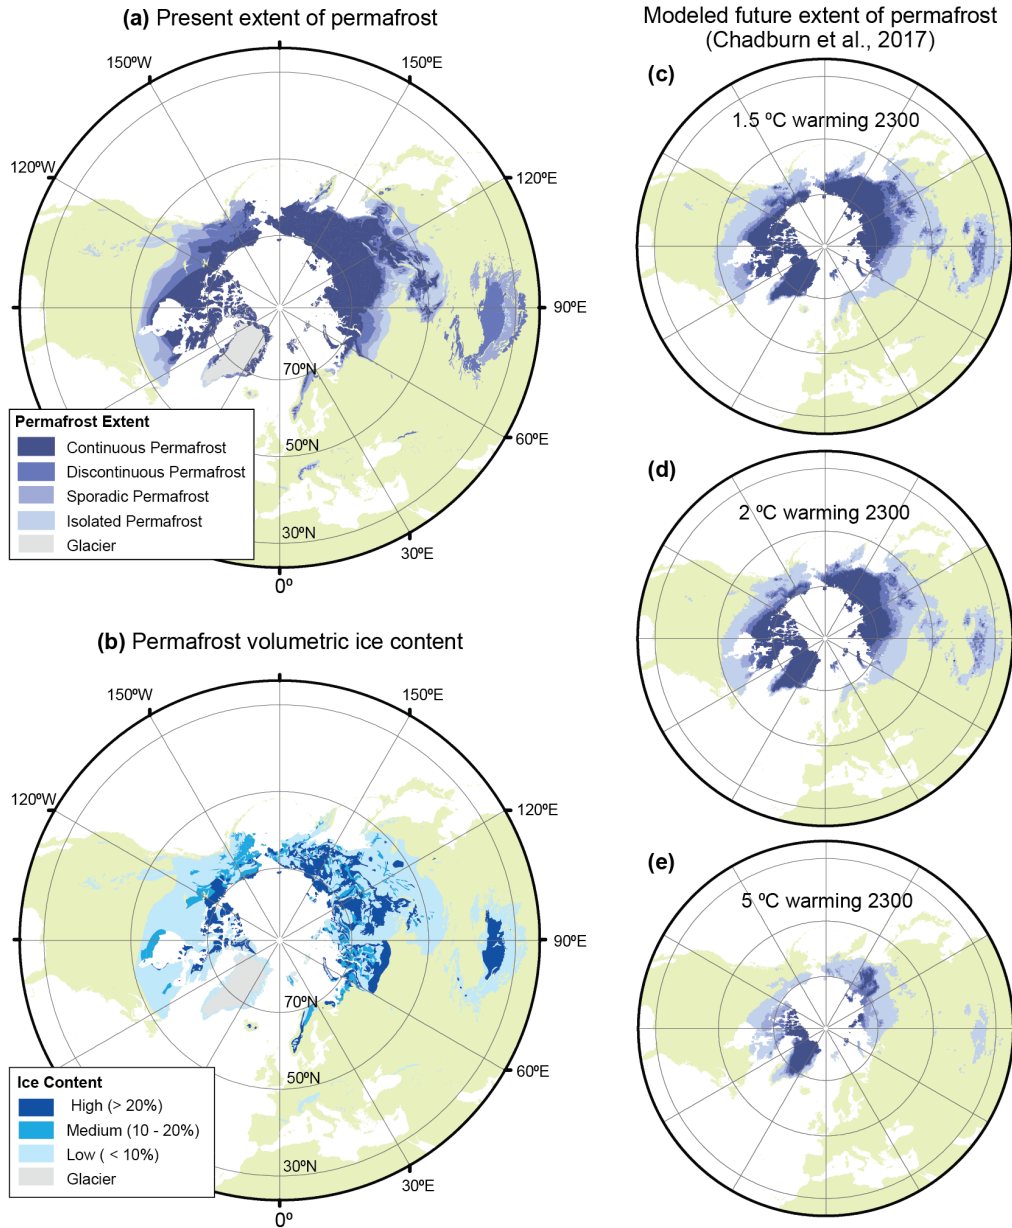 (a) Present extent of permafrost
150ºW
150ºE
120ºW
120ºE
90ºE
70ºN
60ºE
50ºN
30ºN
30ºE
0º
Permafrost Extent
Continuous Permafrost
Discontinuous Permafrost
Sporadic Permafrost
Isolated Permafrost
Glacier
(b) Permafrost volumetric ice content
150ºW
150ºE
120ºW
120ºE
90ºE
70ºN
60ºE
50ºN
30ºN
30ºE
0º
Ice Content
High (> 20%)
Medium (10 - 20%)
Low ( < 10%)
Glacier
Modeled future extent of permafrost
(Chadburn et al., 2017)
(c)
1.5 ºC warming 2300
(d)
2 ºC warming 2300
(e)
5 ºC warming 2300